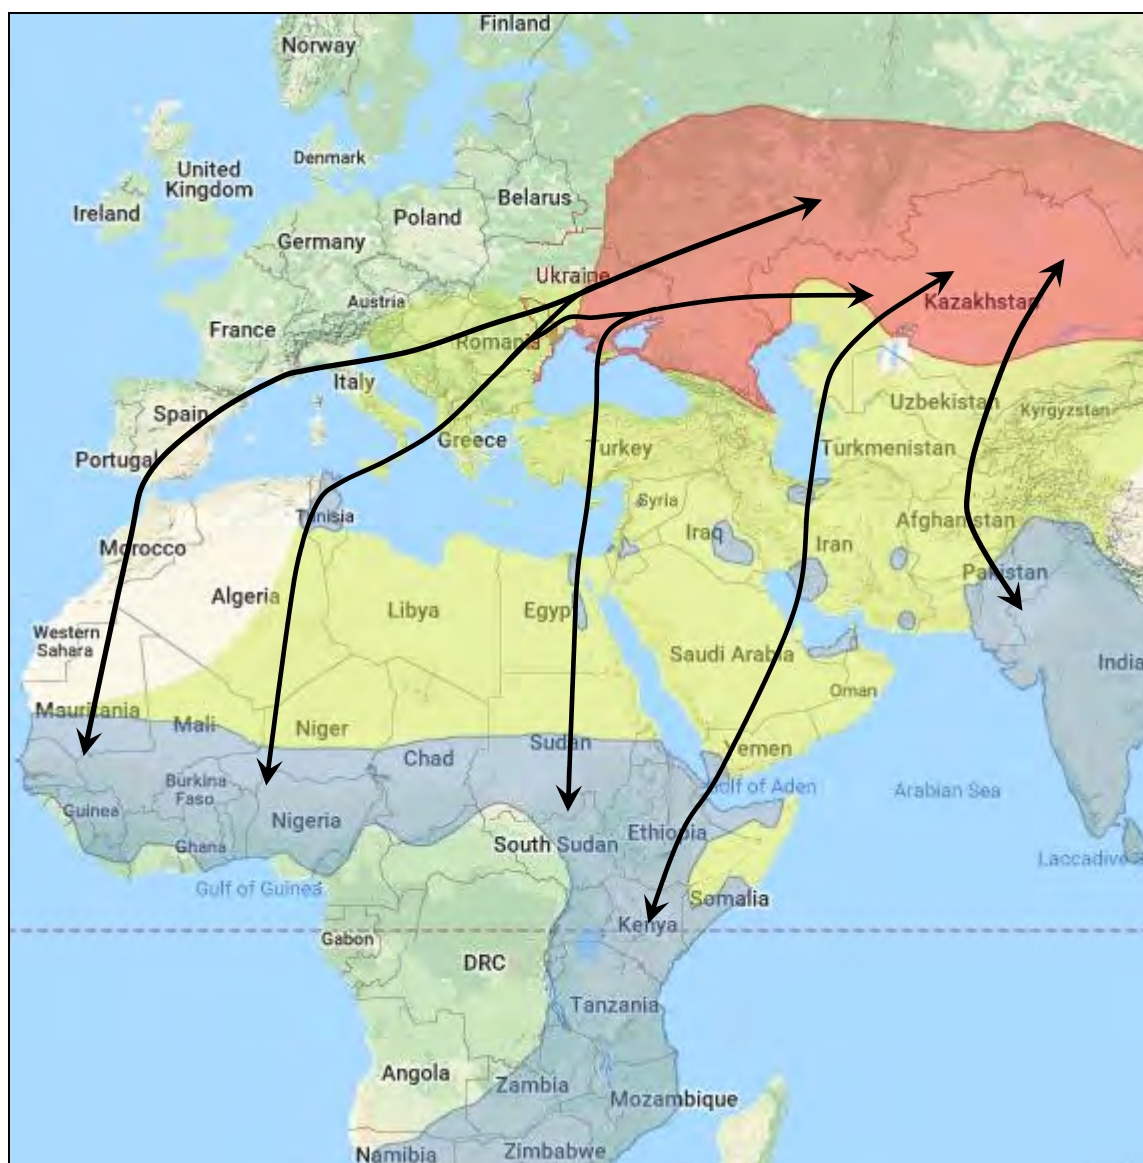 Finland
Norway
Denmark
United
Kingdom
Ireland
Belarus
Poland
Germany
Ukraine
Austria
Kazakhstan
France
Romania
Italy
Uzbekistan
Kyrgyzstan
Spain
Greece
Turkey
Turkmenistan
Portugal
Syria
Tunisia
Afghanistan
Iraq
Iran
Morocco
Pakistan
Algeria
Libya
Egypt
Western
Sahara
Saudi Arabia
India
Oman
Mauritania
Mali
Niger
Sudan
Yemen
Chad
Burkina
Faso
Gulf of Aden
Arabian Sea
Guinea
Nigeria
Ethiopia
Ghana
South Sudan
Laccadive
Gulf of Guinea
Somalia
Kenya
Gabon
DRC
Tanzania
Angola
Zambia
Mozambique
Zimbabwe
Namibia